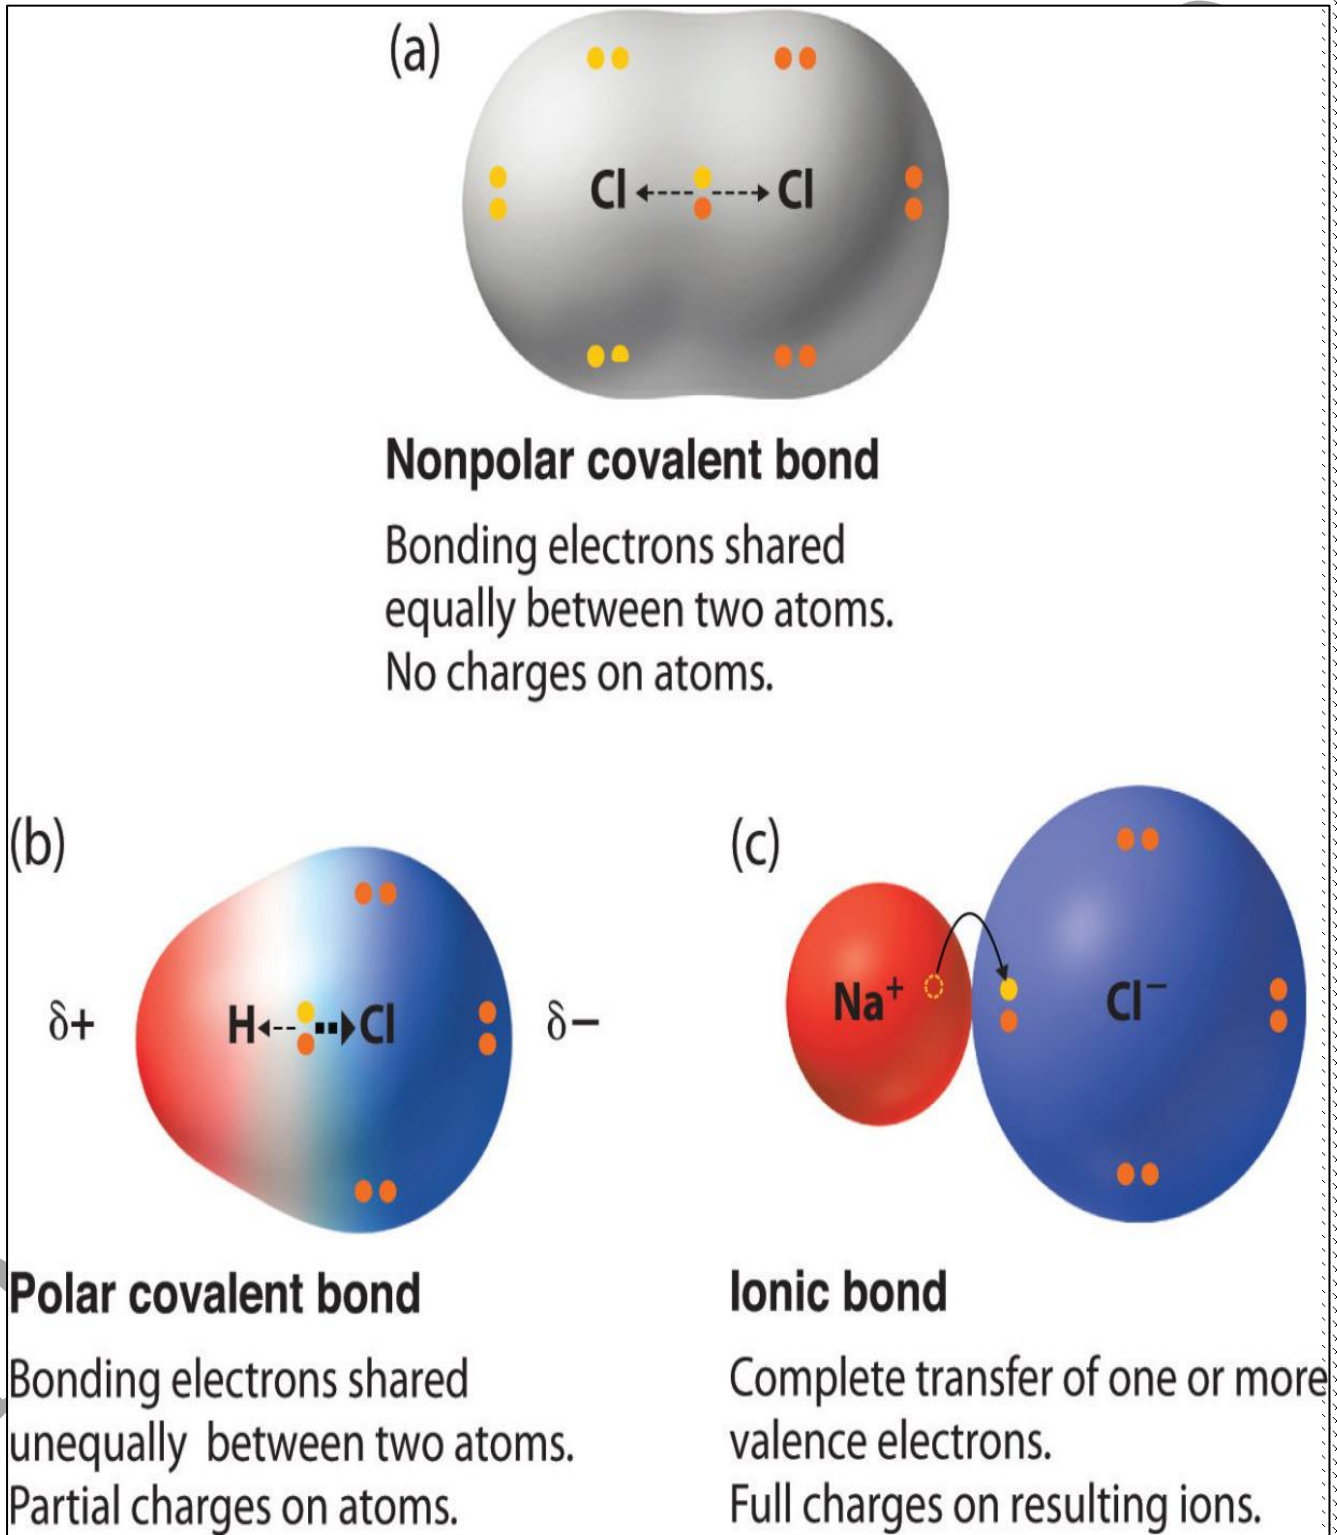 (a)
Cl Cl
Nonpolar covalent bond
Bonding electrons shared
equally between two atoms.
No charges on atoms.
(b)
δ+ H Cl δ−
Polar covalent bond
Bonding electrons shared
unequally between two atoms.
Partial charges on atoms.
(c)
Na⁺ Cl⁻
Ionic bond
Complete transfer of one or more
valence electrons.
Full charges on resulting ions.